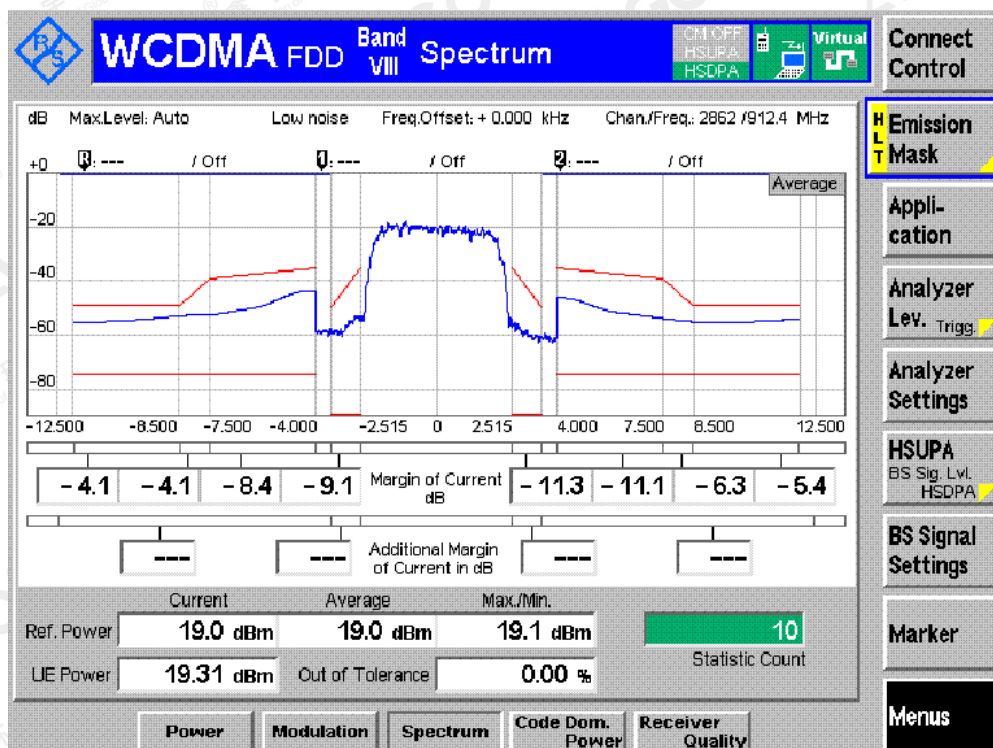 R&S WCDMA FDD Band VIII Spectrum
HSUPA
HSDPA
Virtual
Connect Control
dB Max.Level: Auto Low noise Freq.Offset: + 0.000 kHz Chan./Freq.: 2862 /912.4 MHz
HLT Emission Mask
+0 R: --- / Off 1: --- / Off 2: --- / Off
Average
-20
-40
-60
-80
-12.500 -8.500 -7.500 -4.000 -2.515 0 2.515 4.000 7.500 8.500 12.500
Appli-
cation
Analyzer
Lev. Trigg.
Analyzer
Settings
-4.1 -4.1 -8.4 -9.1 Margin of Current dB -11.3 -11.1 -6.3 -5.4
HSUPA
BS Sig. Lvl.
HSDPA
--- --- Additional Margin of Current in dB --- ---
BS Signal
Settings
Current Average Max./Min.
Ref. Power 19.0 dBm 19.0 dBm 19.1 dBm 10
Statistic Count
UE Power 19.31 dBm Out of Tolerance 0.00 %
Marker
Power Modulation Spectrum Code Dom. Power Receiver Quality
Menus